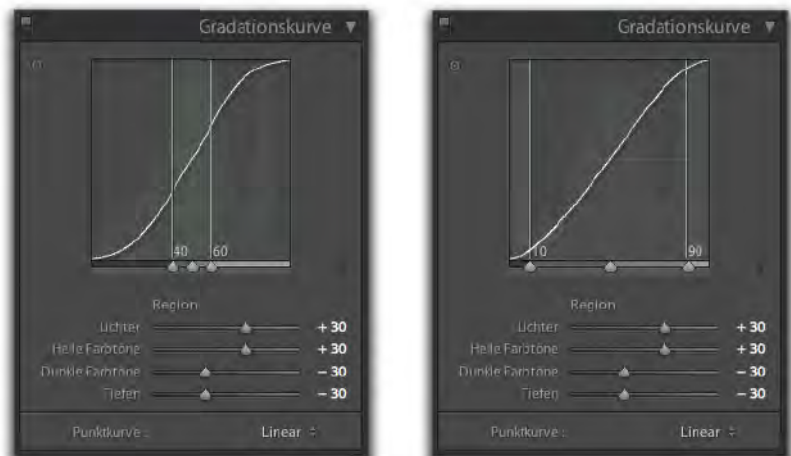 Gradationskurve ▼
40 60
Region
Lichter + 30
Helle Farbtöne + 30
Dunkle Farbtöne − 30
Tiefen − 30
Punktkurve : Linear
Gradationskurve ▼
10 90
Region
Lichter + 30
Helle Farbtöne + 30
Dunkle Farbtöne − 30
Tiefen − 30
Punktkurve : Linear